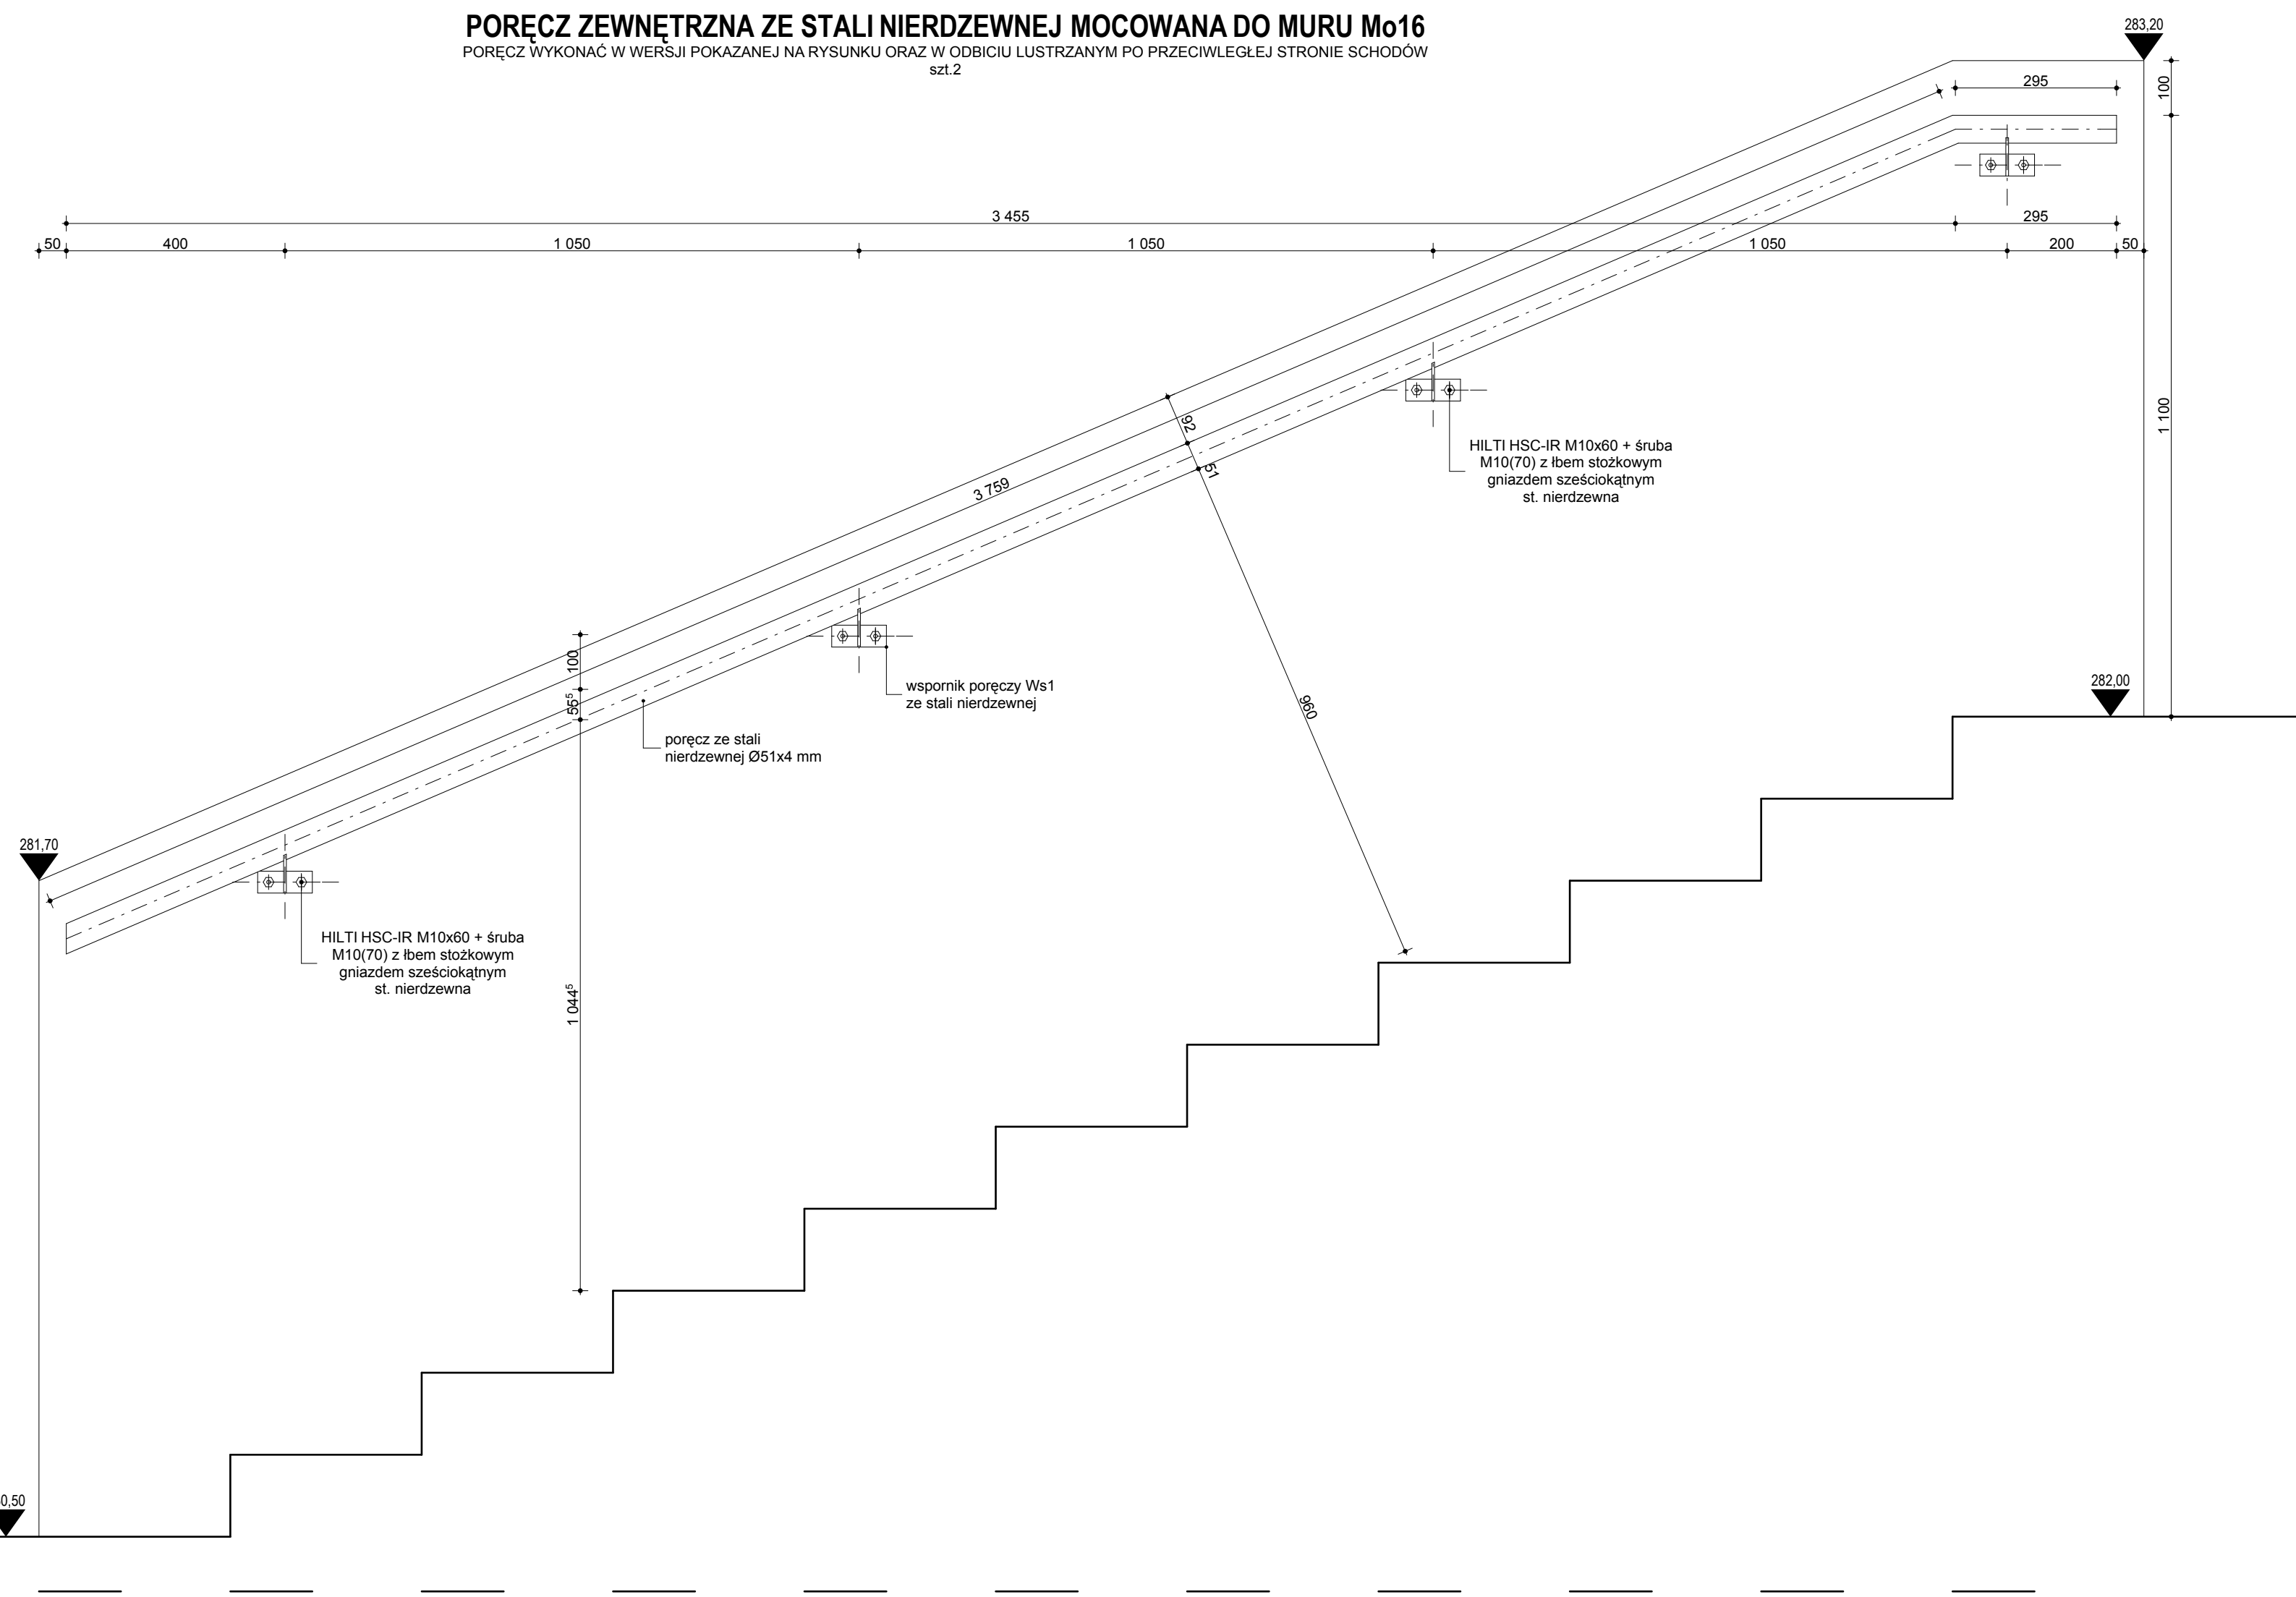 PORĘCZ ZEWNĘTRZNA ZE STALI NIERDZEWNEJ MOCOWANA DO MURU Mo16
PORĘCZ WYKONAĆ W WERSJI POKAZANEJ NA RYSUNKU ORAZ W ODBICIU LUSTRZANYM PO PRZECIWLEGŁEJ STRONIE SCHODÓW
szt.2
283,20
295
100
3 455
295
50
400
1 050
1 050
1 050
200
50
1 100
92
51
3 759
HILTI HSC-IR M10x60 + śruba
M10(70) z łbem stożkowym
gniazdem sześciokątnym
st. nierdzewna
100
55⁵
wspornik poręczy Ws1
ze stali nierdzewnej
960
282,00
poręcz ze stali
nierdzewnej Ø51x4 mm
281,70
HILTI HSC-IR M10x60 + śruba
M10(70) z łbem stożkowym
gniazdem sześciokątnym
st. nierdzewna
1 044⁵
0,50